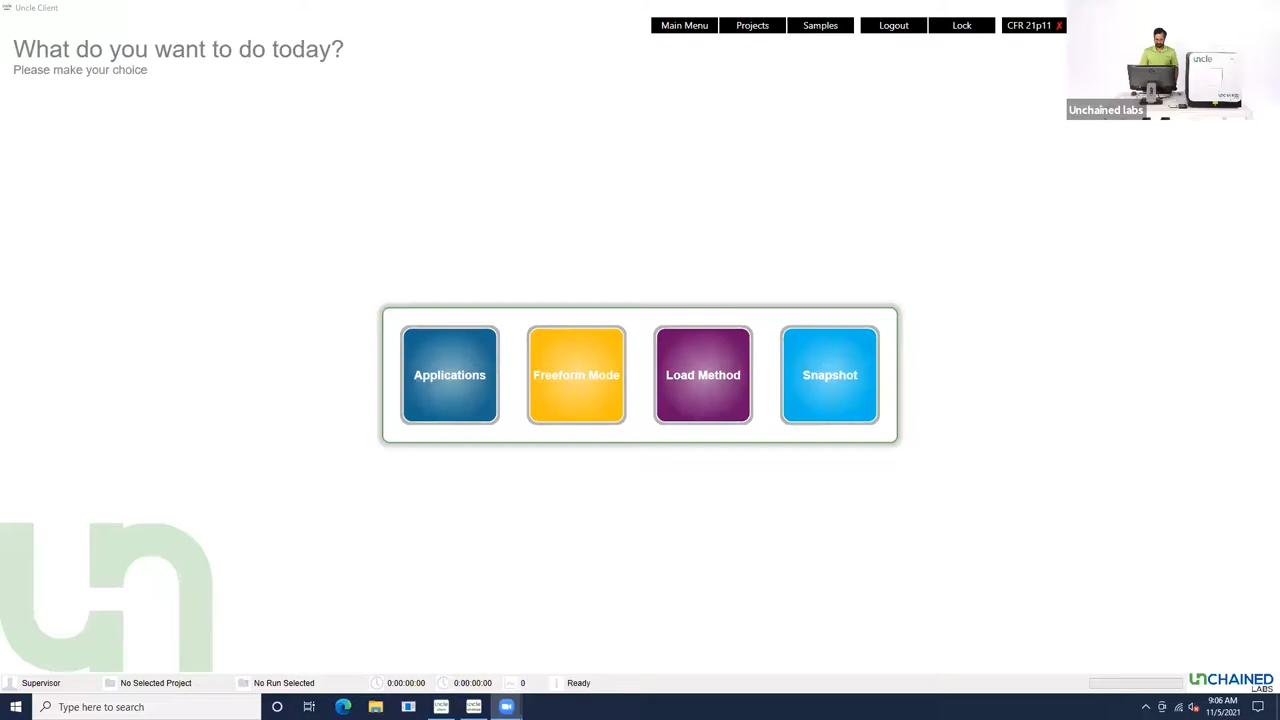 Uncle Client
Main Menu
Projects
Samples
Logout
Lock
CFR 21p11 ✗
What do you want to do today?
Please make your choice
uncle
Unchained labs
Applications
Freeform Mode
Load Method
Snapshot
Supervisor
No Selected Project
No Run Selected
0:00:00:00
0:00:00:00
0
Ready
UNCHAINED
LABS
Type here to search
9:06 AM
11/5/2021